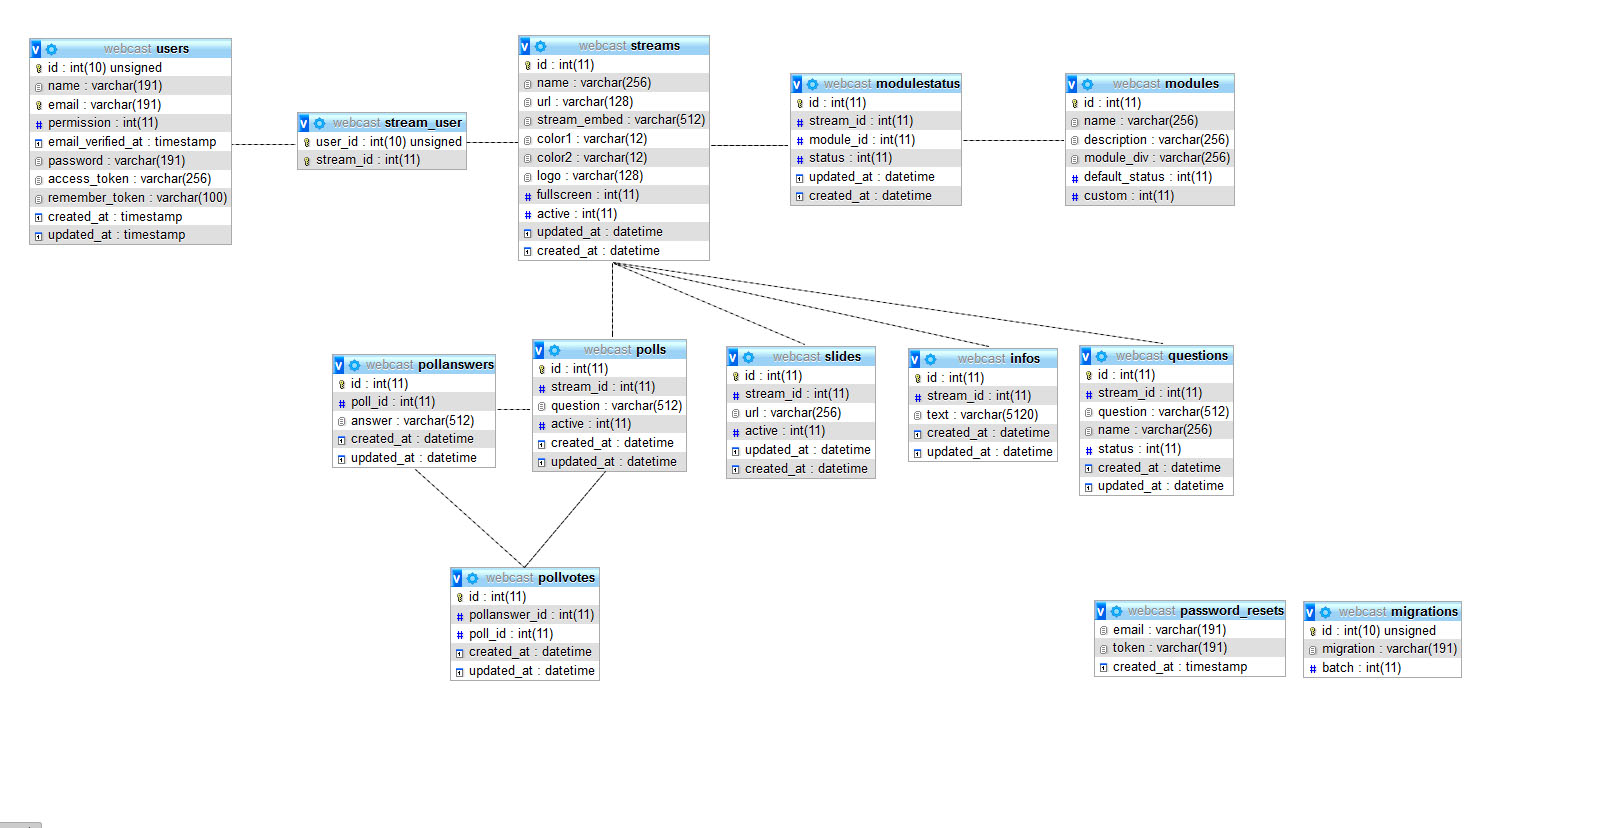 v webcast users
id : int(10) unsigned
name : varchar(191)
email : varchar(191)
# permission : int(11)
email_verified_at : timestamp
password : varchar(191)
access_token : varchar(256)
remember_token : varchar(100)
created_at : timestamp
updated_at : timestamp
v webcast stream_user
user_id : int(10) unsigned
stream_id : int(11)
v webcast streams
id : int(11)
name : varchar(256)
url : varchar(128)
stream_embed : varchar(512)
color1 : varchar(12)
color2 : varchar(12)
logo : varchar(128)
# fullscreen : int(11)
# active : int(11)
updated_at : datetime
created_at : datetime
v webcast modulestatus
id : int(11)
# stream_id : int(11)
# module_id : int(11)
# status : int(11)
updated_at : datetime
created_at : datetime
v webcast modules
id : int(11)
name : varchar(256)
description : varchar(256)
module_div : varchar(256)
# default_status : int(11)
# custom : int(11)
v webcast pollanswers
id : int(11)
# poll_id : int(11)
answer : varchar(512)
created_at : datetime
updated_at : datetime
v webcast polls
id : int(11)
# stream_id : int(11)
question : varchar(512)
# active : int(11)
created_at : datetime
updated_at : datetime
v webcast slides
id : int(11)
# stream_id : int(11)
url : varchar(256)
# active : int(11)
updated_at : datetime
created_at : datetime
v webcast infos
id : int(11)
# stream_id : int(11)
text : varchar(5120)
created_at : datetime
updated_at : datetime
v webcast questions
id : int(11)
# stream_id : int(11)
question : varchar(512)
name : varchar(256)
# status : int(11)
created_at : datetime
updated_at : datetime
v webcast pollvotes
id : int(11)
# pollanswer_id : int(11)
# poll_id : int(11)
created_at : datetime
updated_at : datetime
v webcast password_resets
email : varchar(191)
token : varchar(191)
created_at : timestamp
v webcast migrations
id : int(10) unsigned
migration : varchar(191)
# batch : int(11)